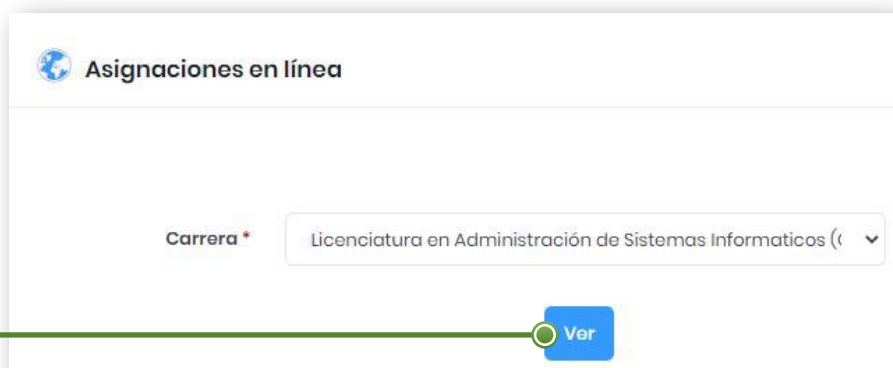 Asignaciones en línea
Carrera * Licenciatura en Administración de Sistemas Informaticos ((
Ver